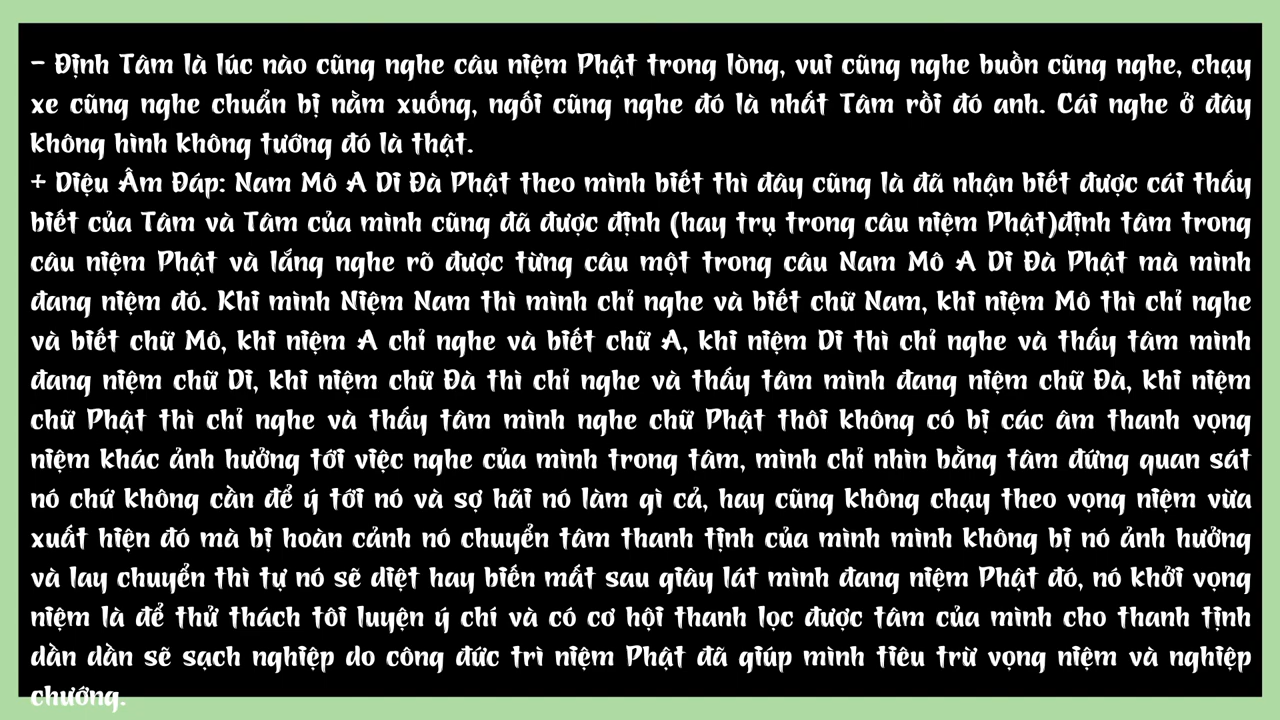 – Định Tâm là lúc nào cũng nghe câu niệm Phật trong lòng, vui cũng nghe buồn cũng nghe, chạy
xe cũng nghe chuẩn bị nằm xuống, ngối cũng nghe đó là nhất Tâm rồi đó anh. Cái nghe ở đây
không hình không tướng đó là thật.
+ Diệu Âm Đáp: Nam Mô A Di Đà Phật theo mình biết thì đây cũng là đã nhận biết được cái thấy
biết của Tâm và Tâm của mình cũng đã được định (hay trụ trong câu niệm Phật)định tâm trong
câu niệm Phật và lắng nghe rõ được từng câu một trong câu Nam Mô A Di Đà Phật mà mình
đang niệm đó. Khi mình Niệm Nam thì mình chỉ nghe và biết chữ Nam, khi niệm Mô thì chỉ nghe
và biết chữ Mô, khi niệm A chỉ nghe và biết chữ A, khi niệm Di thì chỉ nghe và thấy tâm mình
đang niệm chữ Di, khi niệm chữ Đà thì chỉ nghe và thấy tâm mình đang niệm chữ Đà, khi niệm
chữ Phật thì chỉ nghe và thấy tâm mình nghe chữ Phật thôi không có bị các âm thanh vọng
niệm khác ảnh hưởng tới việc nghe của mình trong tâm, mình chỉ nhìn bằng tâm đứng quan sát
nó chứ không cần để ý tới nó và sợ hãi nó làm gì cả, hay cũng không chạy theo vọng niệm vừa
xuất hiện đó mà bị hoàn cảnh nó chuyển tâm thanh tịnh của mình mình không bị nó ảnh hưởng
và lay chuyển thì tự nó sẽ diệt hay biến mất sau giây lát mình đang niệm Phật đó, nó khởi vọng
niệm là để thử thách tôi luyện ý chí và có cơ hội thanh lọc được tâm của mình cho thanh tịnh
dần dần sẽ sạch nghiệp do công đức trì niệm Phật đã giúp mình tiêu trừ vọng niệm và nghiệp
chướng.